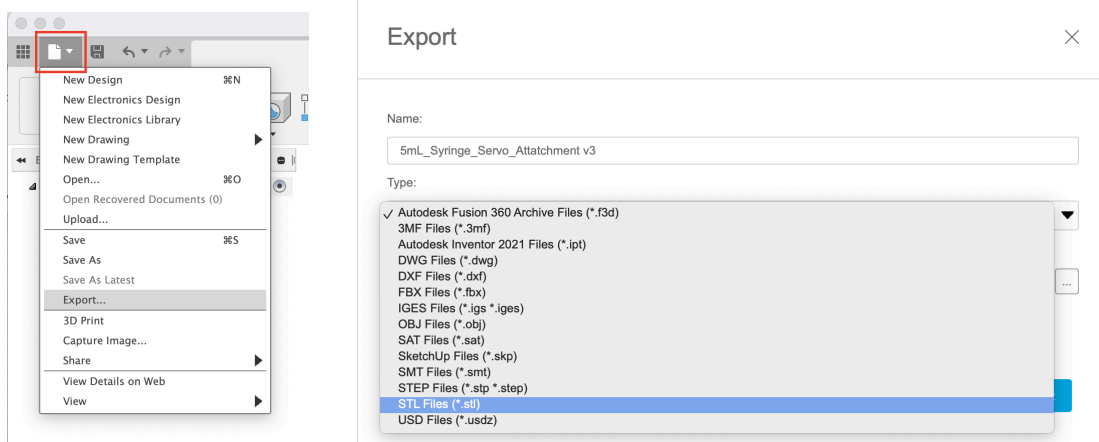 New Design ⌘N
New Electronics Design
New Electronics Library
New Drawing
New Drawing Template
Open... ⌘O
Open Recovered Documents (0)
Upload...
Save ⌘S
Save As
Save As Latest
Export...
3D Print
Capture Image...
Share
View Details on Web
View
Export
Name:
5mL_Syringe_Servo_Attatchment v3
Type:
✓ Autodesk Fusion 360 Archive Files (*.f3d)
3MF Files (*.3mf)
Autodesk Inventor 2021 Files (*.ipt)
DWG Files (*.dwg)
DXF Files (*.dxf)
FBX Files (*.fbx)
IGES Files (*.igs *.iges)
OBJ Files (*.obj)
SAT Files (*.sat)
SketchUp Files (*.skp)
SMT Files (*.smt)
STEP Files (*.stp *.step)
STL Files (*.stl)
USD Files (*.usdz)
...